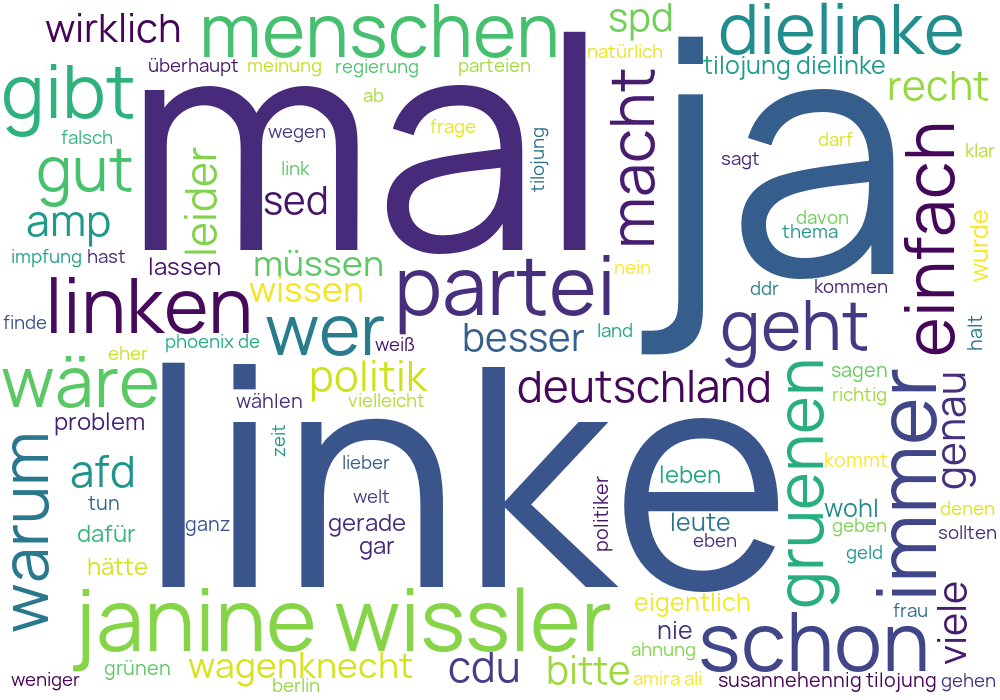 wirklich
menschen
spd
dielinke
natürlich
überhaupt
meinung
regierung
parteien
tilojung dielinke
gibt
mal
ja
macht
recht
ab
falsch
wegen
frage
tilojung
darf
einfach
klar
gut
leider
link
sagt
sed
amp
davon
thema
wurde
impfung
hast
lassen
müssen
partei
nein
wissen
ddr
kommen
linken
finde
wer
phoenix de
weiß
besser
land
geht
halt
eher
wäre
linke
politik
deutschland
gruenen
sagen
immer
genau
wählen
vielleicht
richtig
problem
warum
zeit
afd
lieber
leben
kommt
politiker
tun
welt
ganz
gerade
leute
wohl
denen
dafür
gar
eben
geben
sollten
hätte
geld
janine wissler
eigentlich
frau
viele
nie
schon
ahnung
grünen
wagenknecht
cdu
bitte
weniger
berlin
amira ali
susannehennig tilojung
gehen